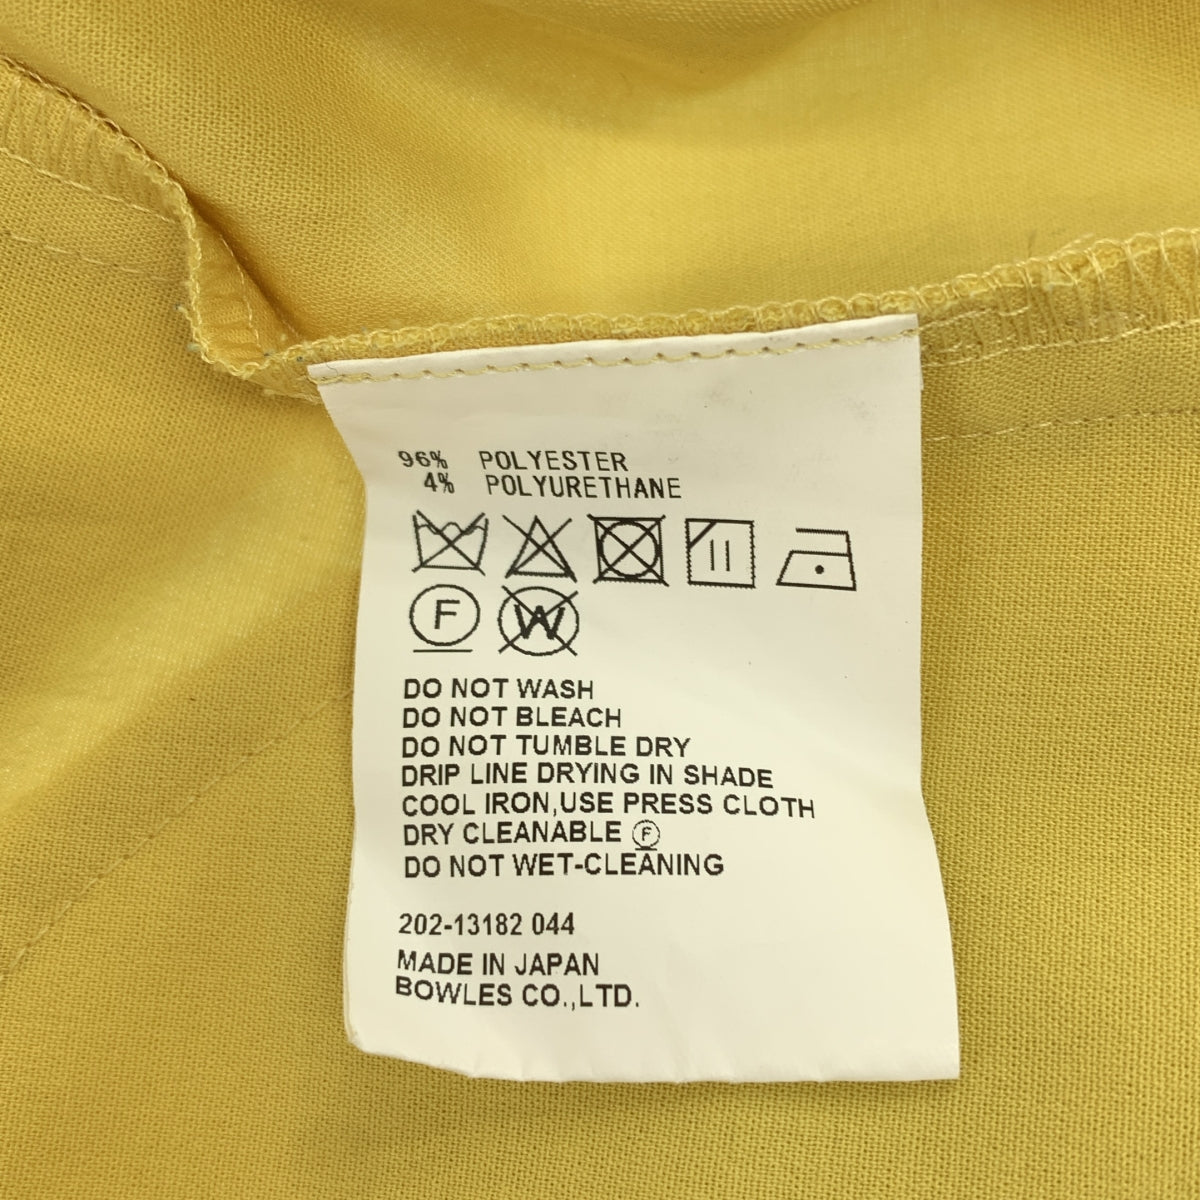 96% POLYESTER
4% POLYURETHANE
F W
DO NOT WASH
DO NOT BLEACH
DO NOT TUMBLE DRY
DRIP LINE DRYING IN SHADE
COOL IRON,USE PRESS CLOTH
DRY CLEANABLE Ⓕ
DO NOT WET-CLEANING
202-13182 044
MADE IN JAPAN
BOWLES CO.,LTD.